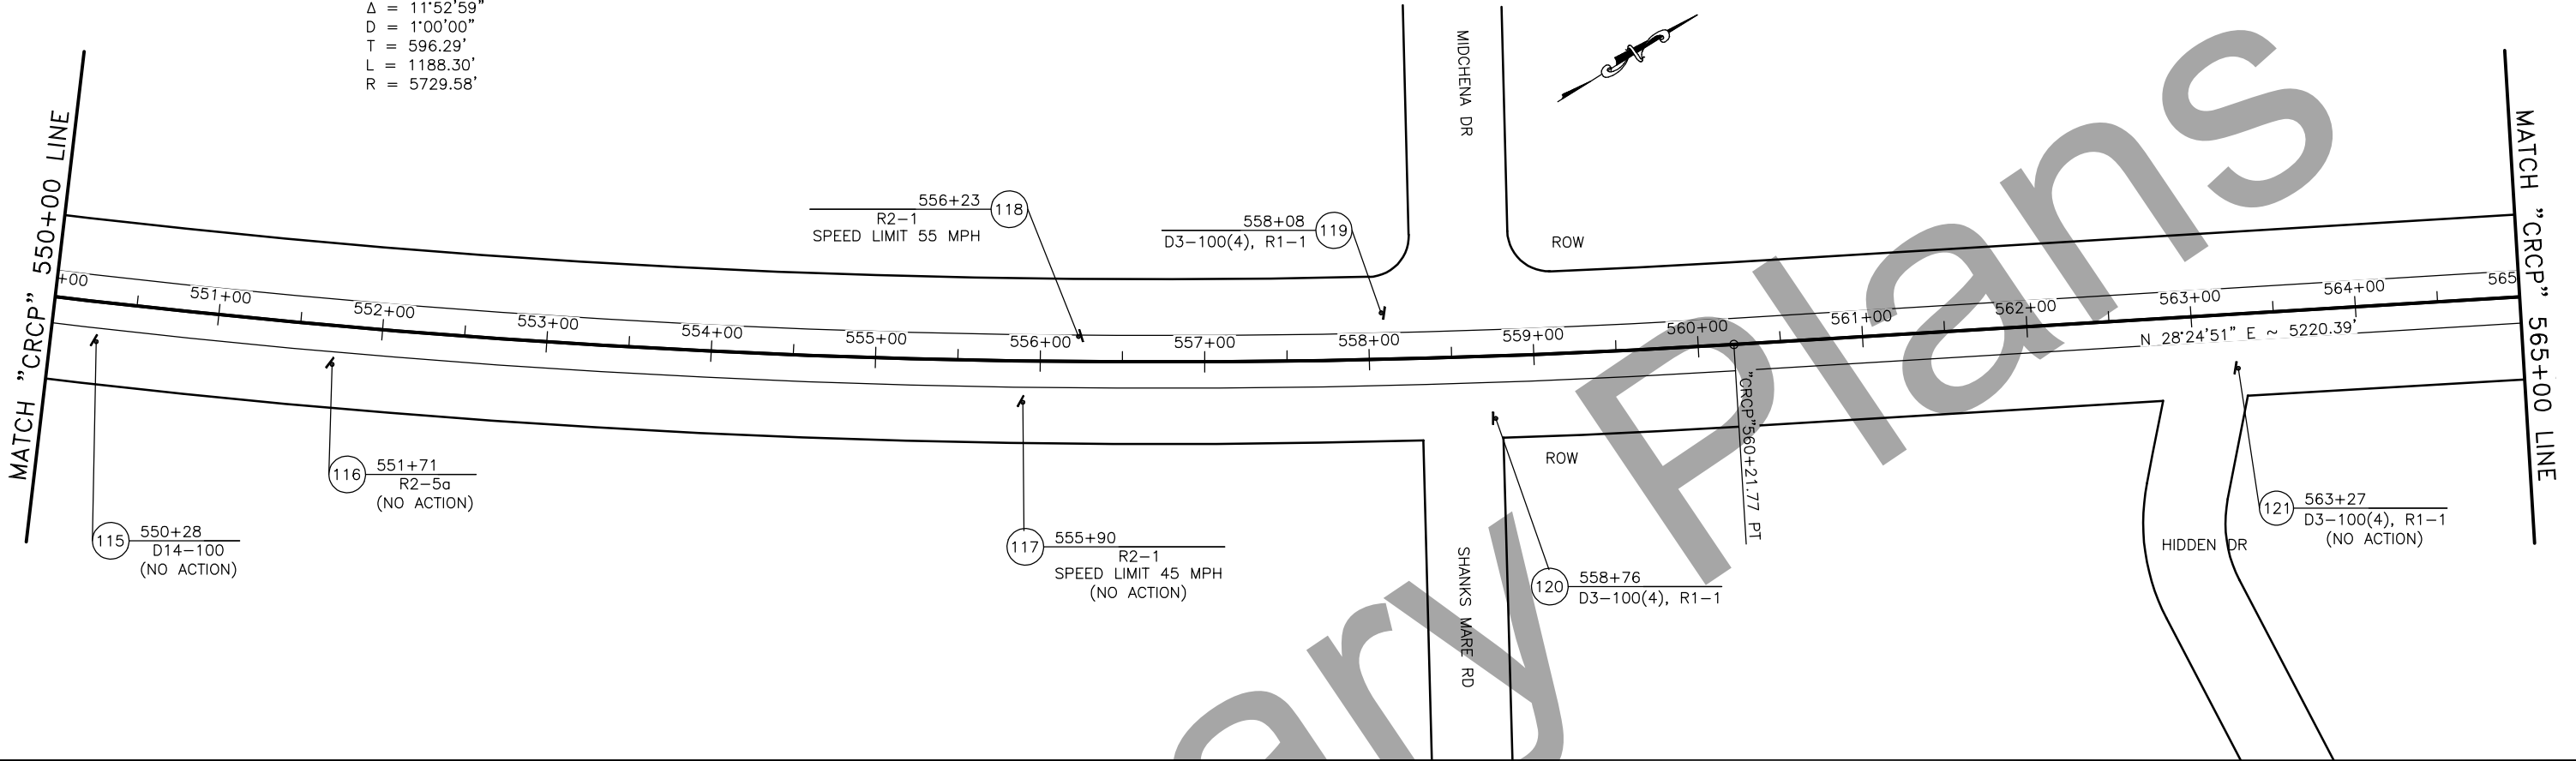 Δ = 11°52'59"
D = 1°00'00"
T = 596.29'
L = 1188.30'
R = 5729.58'
MATCH "CRCP" 550+00 LINE
MIDCHENA DR
MATCH "CRCP" 565+00 LINE
556+23
118
R2-1
SPEED LIMIT 55 MPH
558+08
119
D3-100(4), R1-1
ROW
+00
551+00
552+00
553+00
554+00
555+00
556+00
557+00
558+00
559+00
560+00
561+00
562+00
563+00
564+00
565
N 28°24'51" E ~ 5220.39'
"CRCP"560+21.77 PT
ROW
115
550+28
D14-100
(NO ACTION)
116
551+71
R2-5a
(NO ACTION)
117
555+90
R2-1
SPEED LIMIT 45 MPH
(NO ACTION)
SHANKS MARE RD
120
558+76
D3-100(4), R1-1
121
563+27
D3-100(4), R1-1
(NO ACTION)
HIDDEN DR
ary Plans